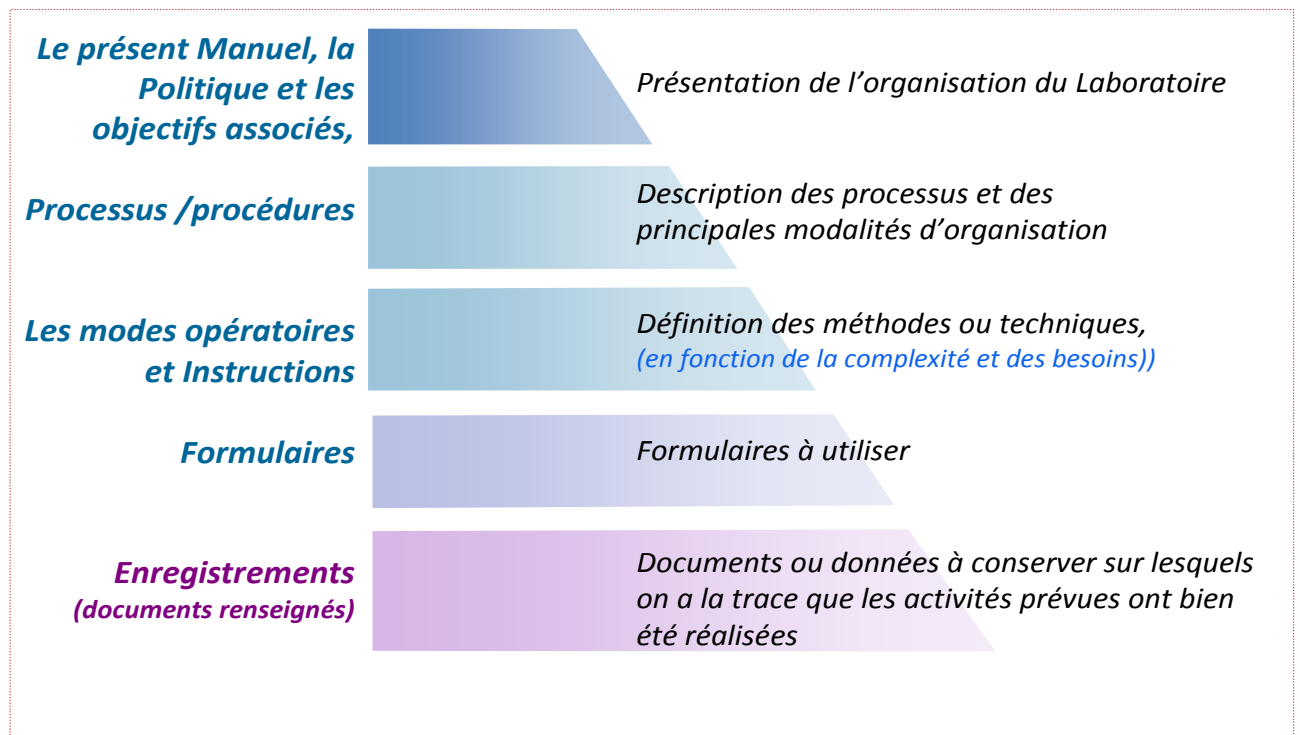 Le présent Manuel, la
Politique et les
objectifs associés,
Présentation de l’organisation du Laboratoire
Processus /procédures
Description des processus et des
principales modalités d’organisation
Les modes opératoires
et Instructions
Définition des méthodes ou techniques,
(en fonction de la complexité et des besoins))
Formulaires
Formulaires à utiliser
Enregistrements
(documents renseignés)
Documents ou données à conserver sur lesquels
on a la trace que les activités prévues ont bien
été réalisées